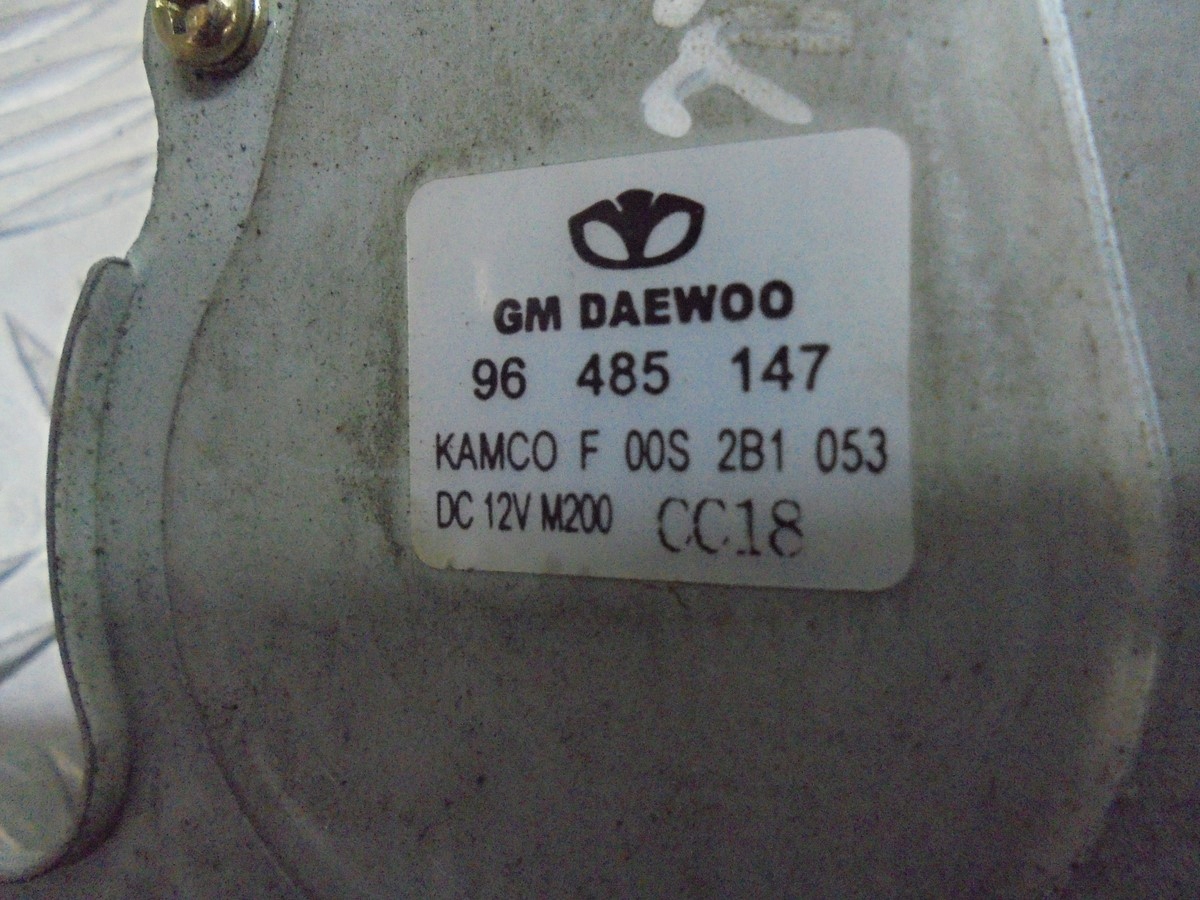 GM DAEWOO
96 485 147
KAMCO F 00S 2B1 053
DC 12V M200 CC18